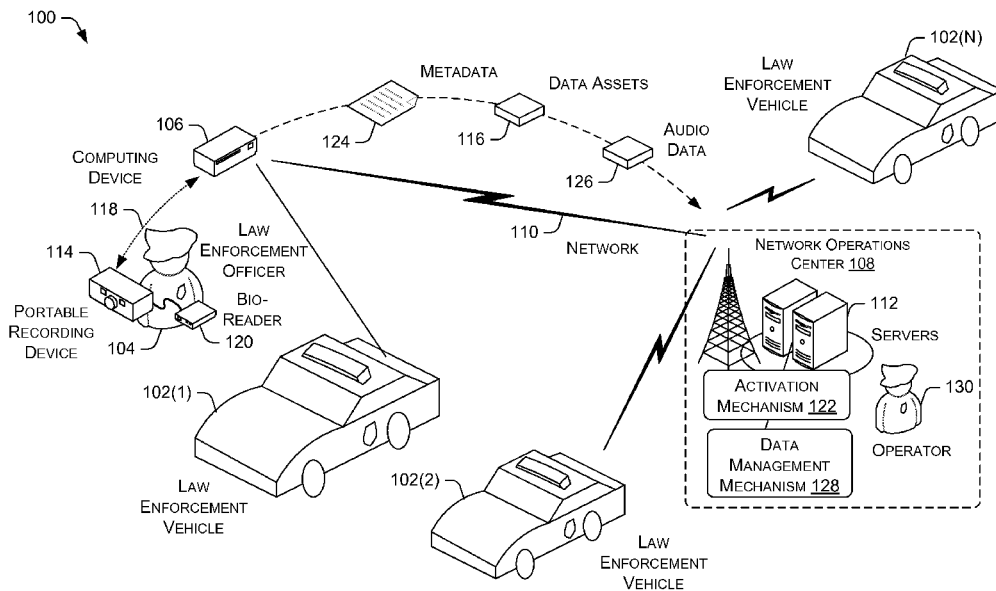 100
102(N)
LAW
ENFORCEMENT
VEHICLE
METADATA
124
DATA ASSETS
116
AUDIO
DATA
126
106
COMPUTING
DEVICE
118
LAW
ENFORCEMENT
OFFICER
114
PORTABLE
RECORDING
DEVICE
104
BIO-
READER
120
110
NETWORK
NETWORK OPERATIONS
CENTER 108
112
SERVERS
ACTIVATION
MECHANISM 122
130
OPERATOR
DATA
MANAGEMENT
MECHANISM 128
102(1)
LAW
ENFORCEMENT
VEHICLE
102(2)
LAW
ENFORCEMENT
VEHICLE